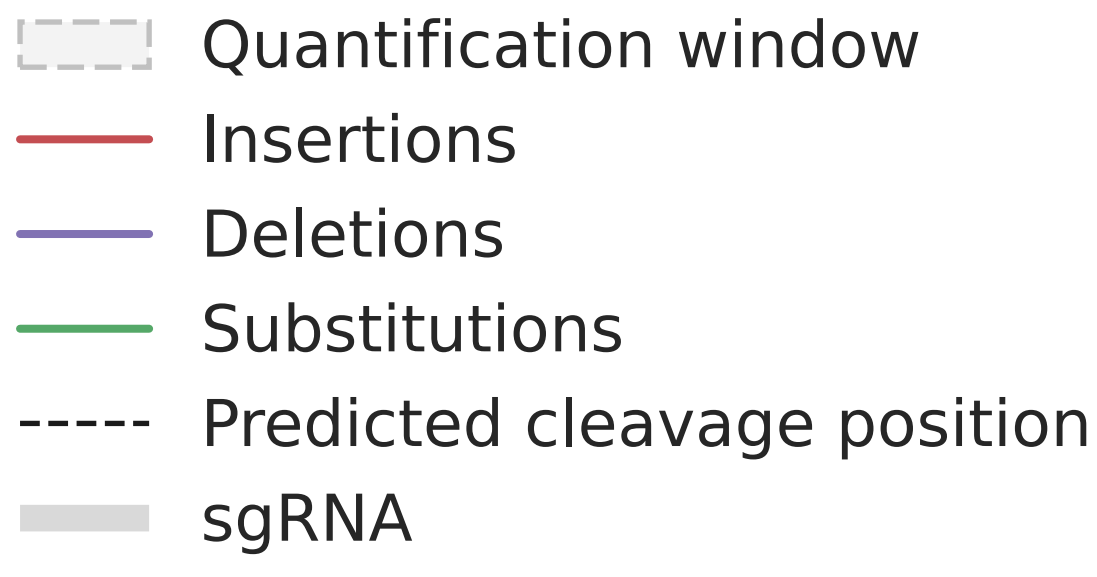 Quantification window
Insertions
Deletions
Substitutions
Predicted cleavage position
sgRNA